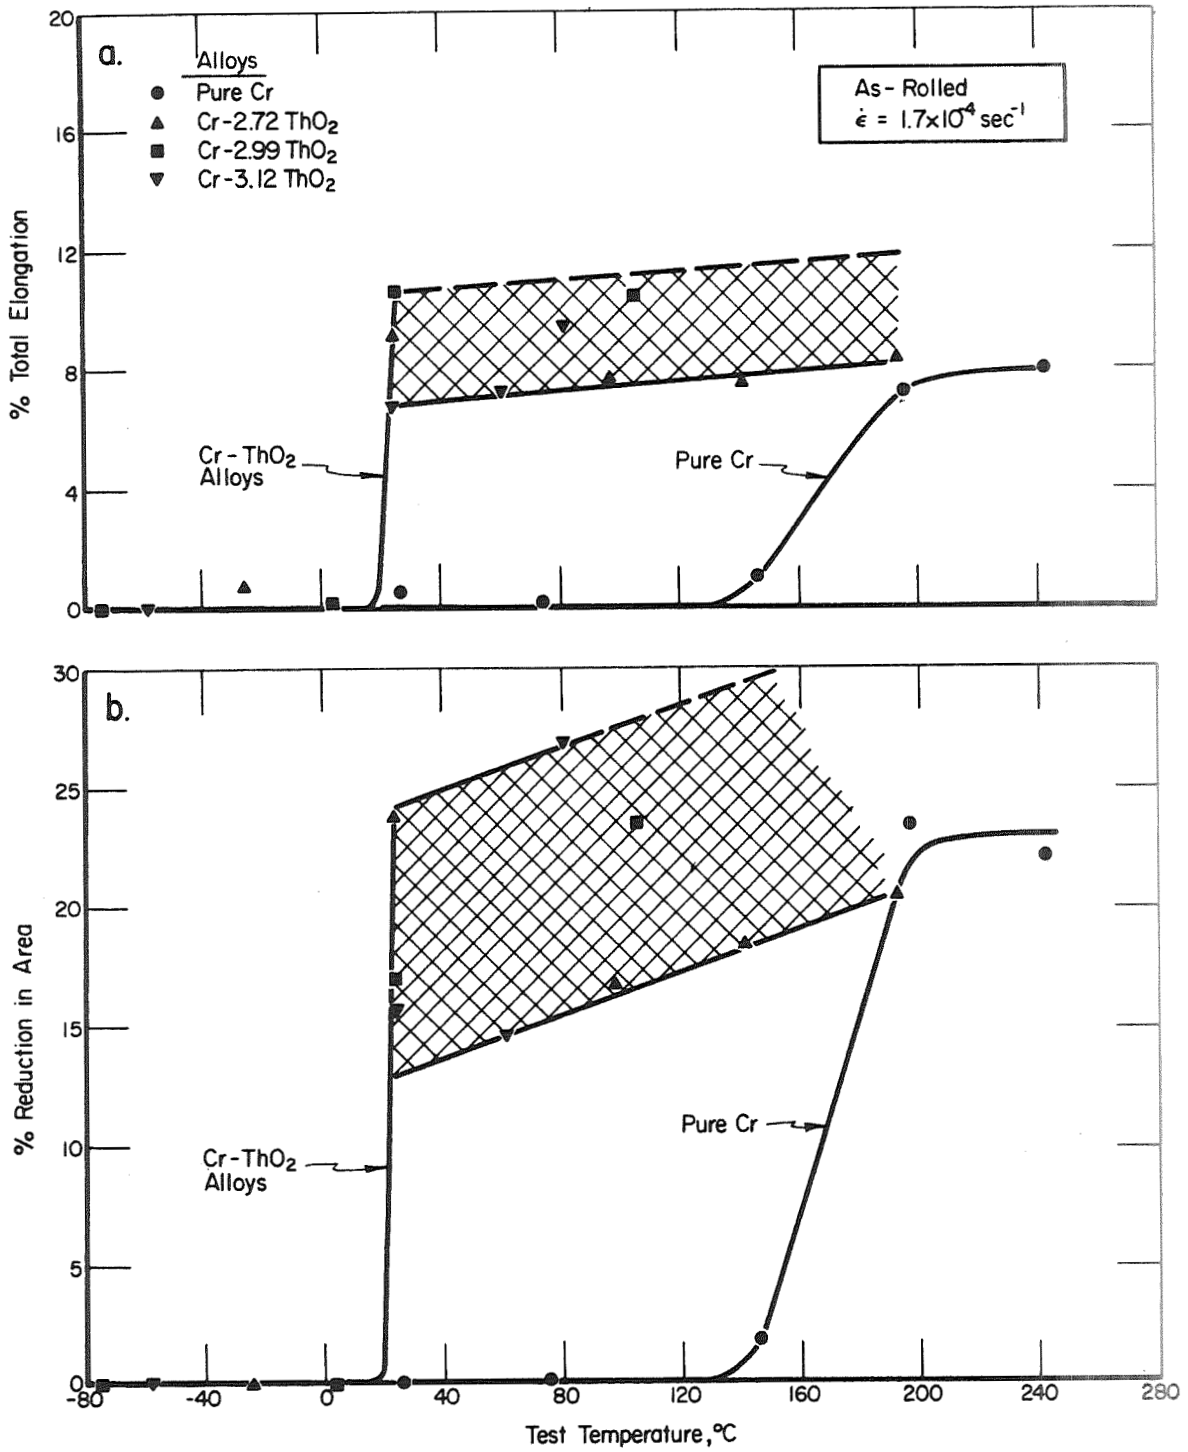 20
a.
Alloys
Pure Cr
Cr-2.72 ThO2
Cr-2.99 ThO2
Cr-3.12 ThO2
As-Rolled
ε̇ = 1.7x10⁻⁴ sec⁻¹
16
12
8
4
0
% Total Elongation
Cr-ThO2
Alloys
Pure Cr
30
b.
25
20
15
10
5
0
% Reduction in Area
Cr-ThO2
Alloys
Pure Cr
-80 -40 0 40 80 120 160 200 240 280
Test Temperature, °C